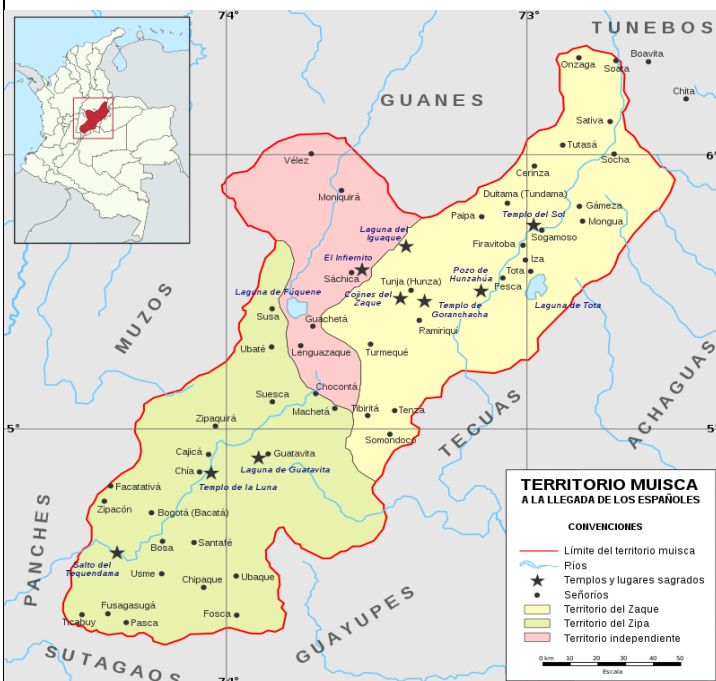 74°
73°
TUNEBOS
Boavita
Onzaga
Soata
Chita
GUANES
Sativa
Tutasá
Socha
6°
Vélez
Cerinza
Moniquirá
Duitama (Tundama)
Gámeza
Paipa
Templo del Sol
Mongua
Sogamoso
Laguna del
Iguaque
Firavitoba
El Infiernito
Iza
Sáchica
Tota
Pozo de
Hunzahúa
Pesca
Tunja (Hunza)
Laguna de Fúquene
Cojines del
Zaque
Templo de
Goranchacha
Laguna de Tota
MUZOS
Susa
Guachetá
Ramiriquí
Ubaté
Lenguazaque
Turmequé
ACHAGUAS
Suesca
Chocontá
Machetá
Tibiritá
Tenza
TECUAS
Zipaquirá
5°
5°
Somondoco
Cajicá
Guatavita
Chía
Laguna de Guatavita
Templo de la Luna
Facatativá
Zipacón
Bogotá (Bacatá)
PANCHES
Bosa
Santafé
Salto del
Tequendama
Usme
Chipaque
Ubaque
Fusagasugá
Ticabuy
Pasca
Fosca
GUAYUPES
SUTAGAOS
74°
73°
TERRITORIO MUISCA
A LA LLEGADA DE LOS ESPAÑOLES
CONVENCIONES
Límite del territorio muisca
Ríos
Templos y lugares sagrados
Señoríos
Territorio del Zaque
Territorio del Zipa
Territorio independiente
0 km 10 20 30 40 50
Escala